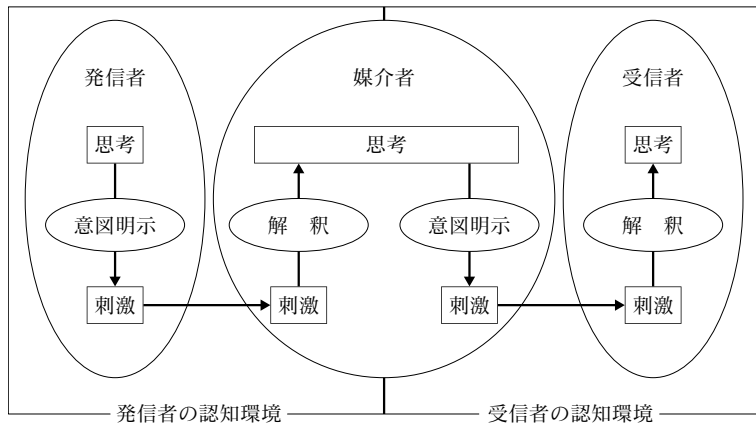 発信者
媒介者
受信者
思考
思考
思考
意図明示
解　釈
意図明示
解　釈
刺激
刺激
刺激
刺激
発信者の認知環境
受信者の認知環境